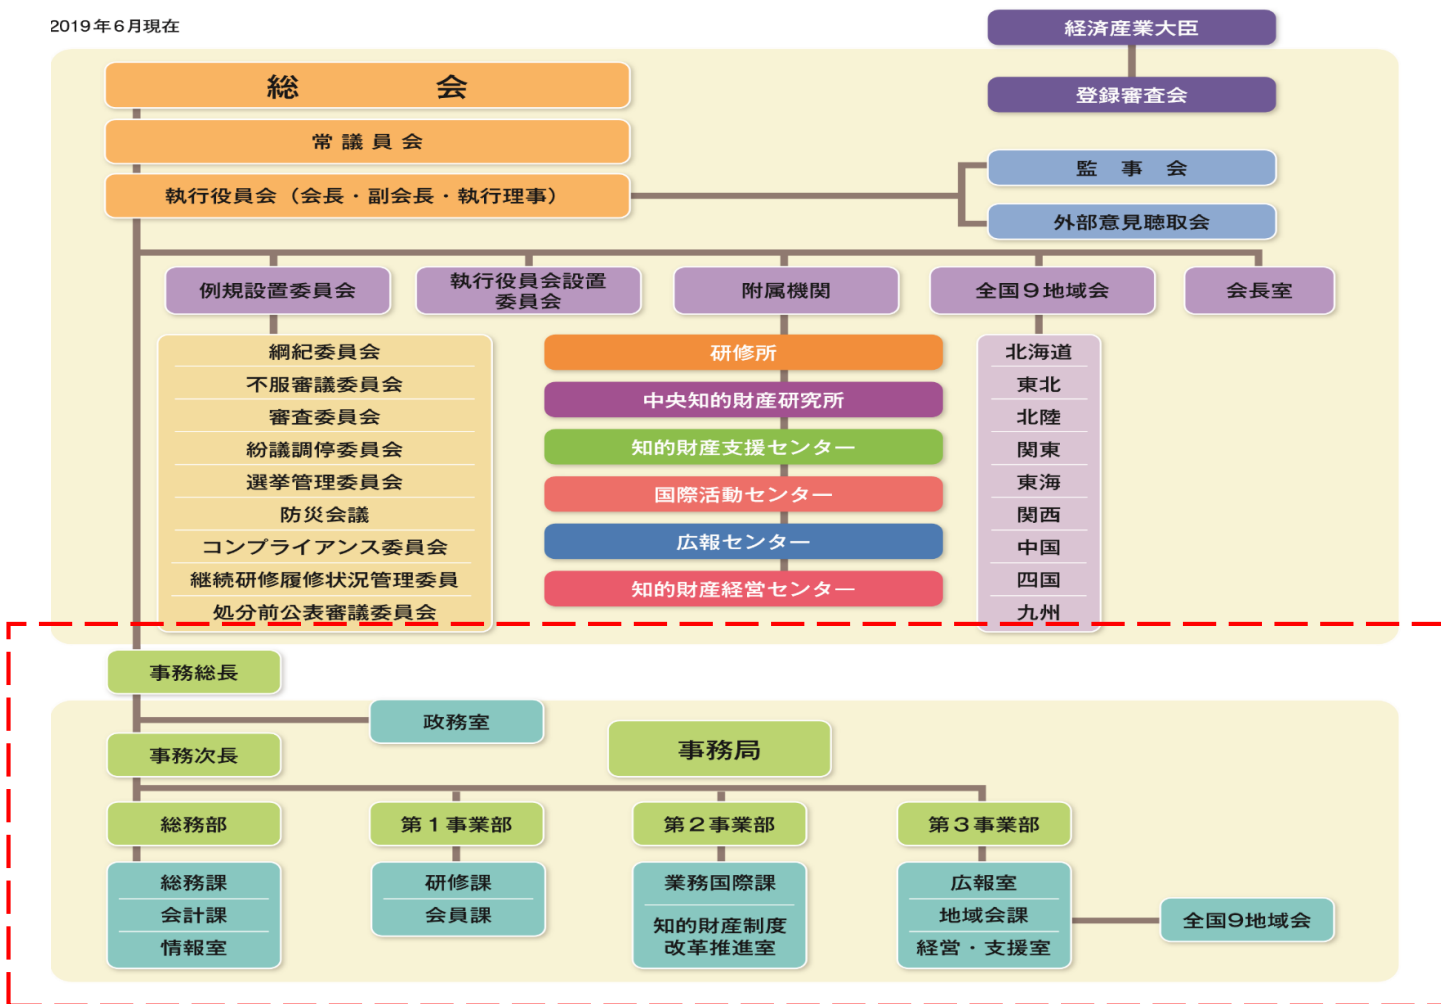 2019年6月現在
経済産業大臣
登録審査会
総　会
常議員会
執行役員会（会長・副会長・執行理事）
監事会
外部意見聴取会
例規設置委員会
執行役員会設置
委員会
附属機関
全国9地域会
会長室
綱紀委員会
不服審議委員会
審査委員会
紛議調停委員会
選挙管理委員会
防災会議
コンプライアンス委員会
継続研修履修状況管理委員
処分前公表審議委員会
研修所
中央知的財産研究所
知的財産支援センター
国際活動センター
広報センター
知的財産経営センター
北海道
東北
北陸
関東
東海
関西
中国
四国
九州
事務総長
政務室
事務次長
事務局
総務部
第1事業部
第2事業部
第3事業部
総務課
会計課
情報室
研修課
会員課
業務国際課
知的財産制度
改革推進室
広報室
地域会課
経営・支援室
全国9地域会